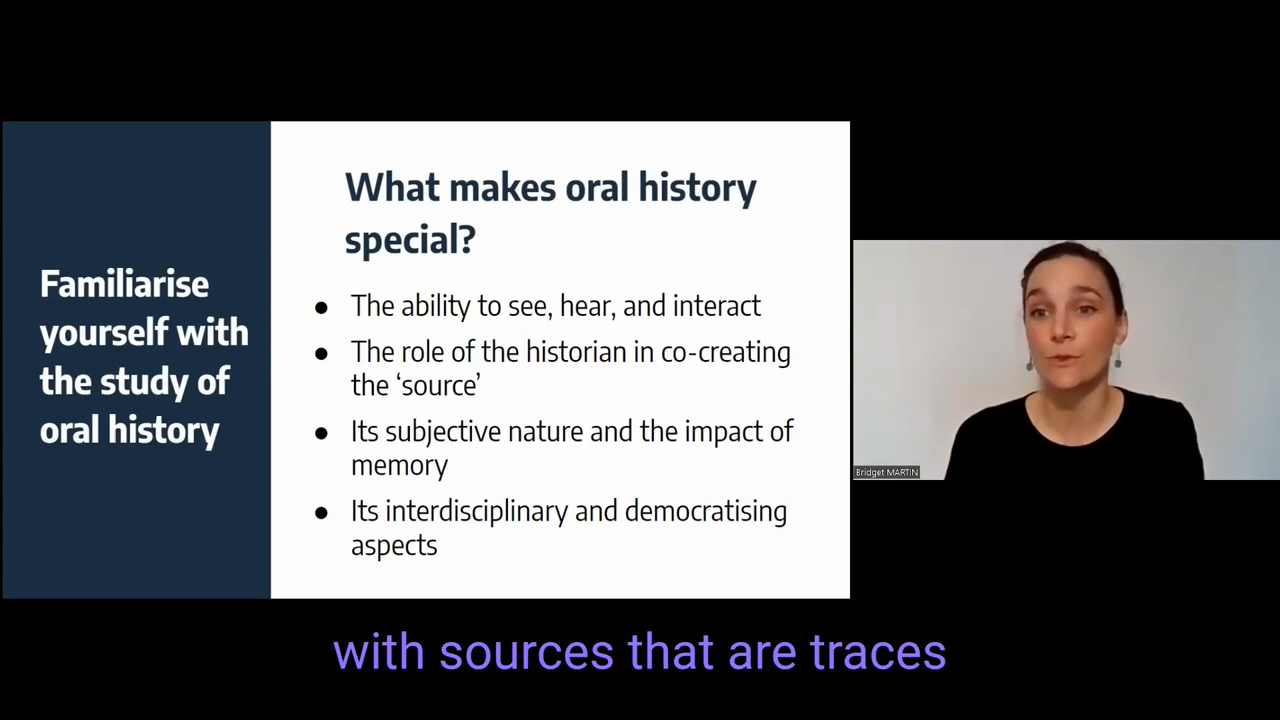 Familiarise
yourself with
the study of
oral history
What makes oral history
special?
● The ability to see, hear, and interact
● The role of the historian in co-creating
the ‘source’
● Its subjective nature and the impact of
memory
● Its interdisciplinary and democratising
aspects
Bridget MARTIN
with sources that are traces